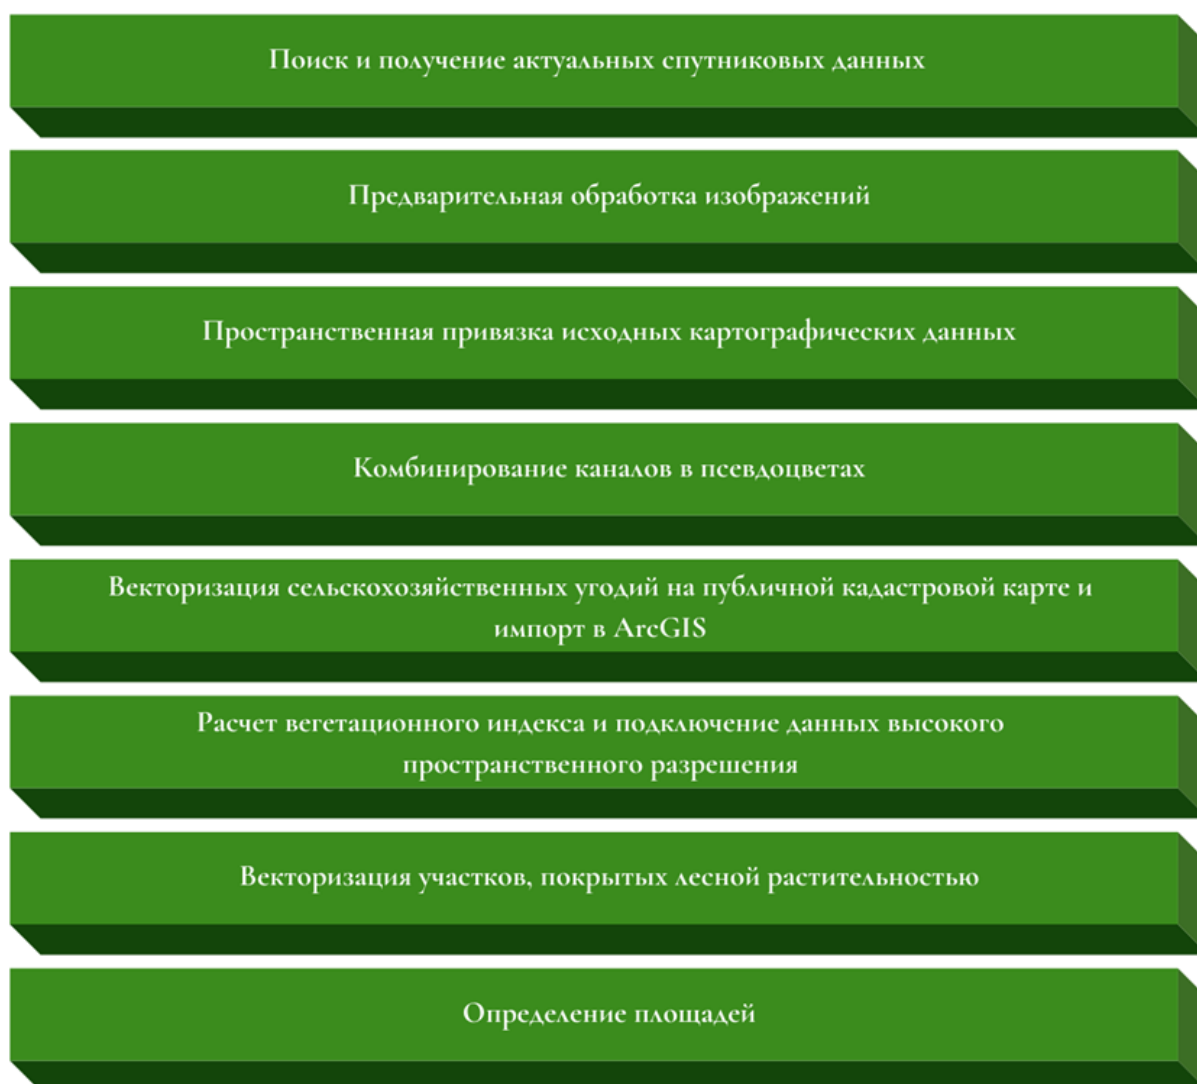 Поиск и получение актуальных спутниковых данных
Предварительная обработка изображений
Пространственная привязка исходных картографических данных
Комбинирование каналов в псевдоцветах
Векторизация сельскохозяйственных угодий на публичной кадастровой карте и
импорт в ArcGIS
Расчет вегетационного индекса и подключение данных высокого
пространственного разрешения
Векторизация участков, покрытых лесной растительностью
Определение площадей